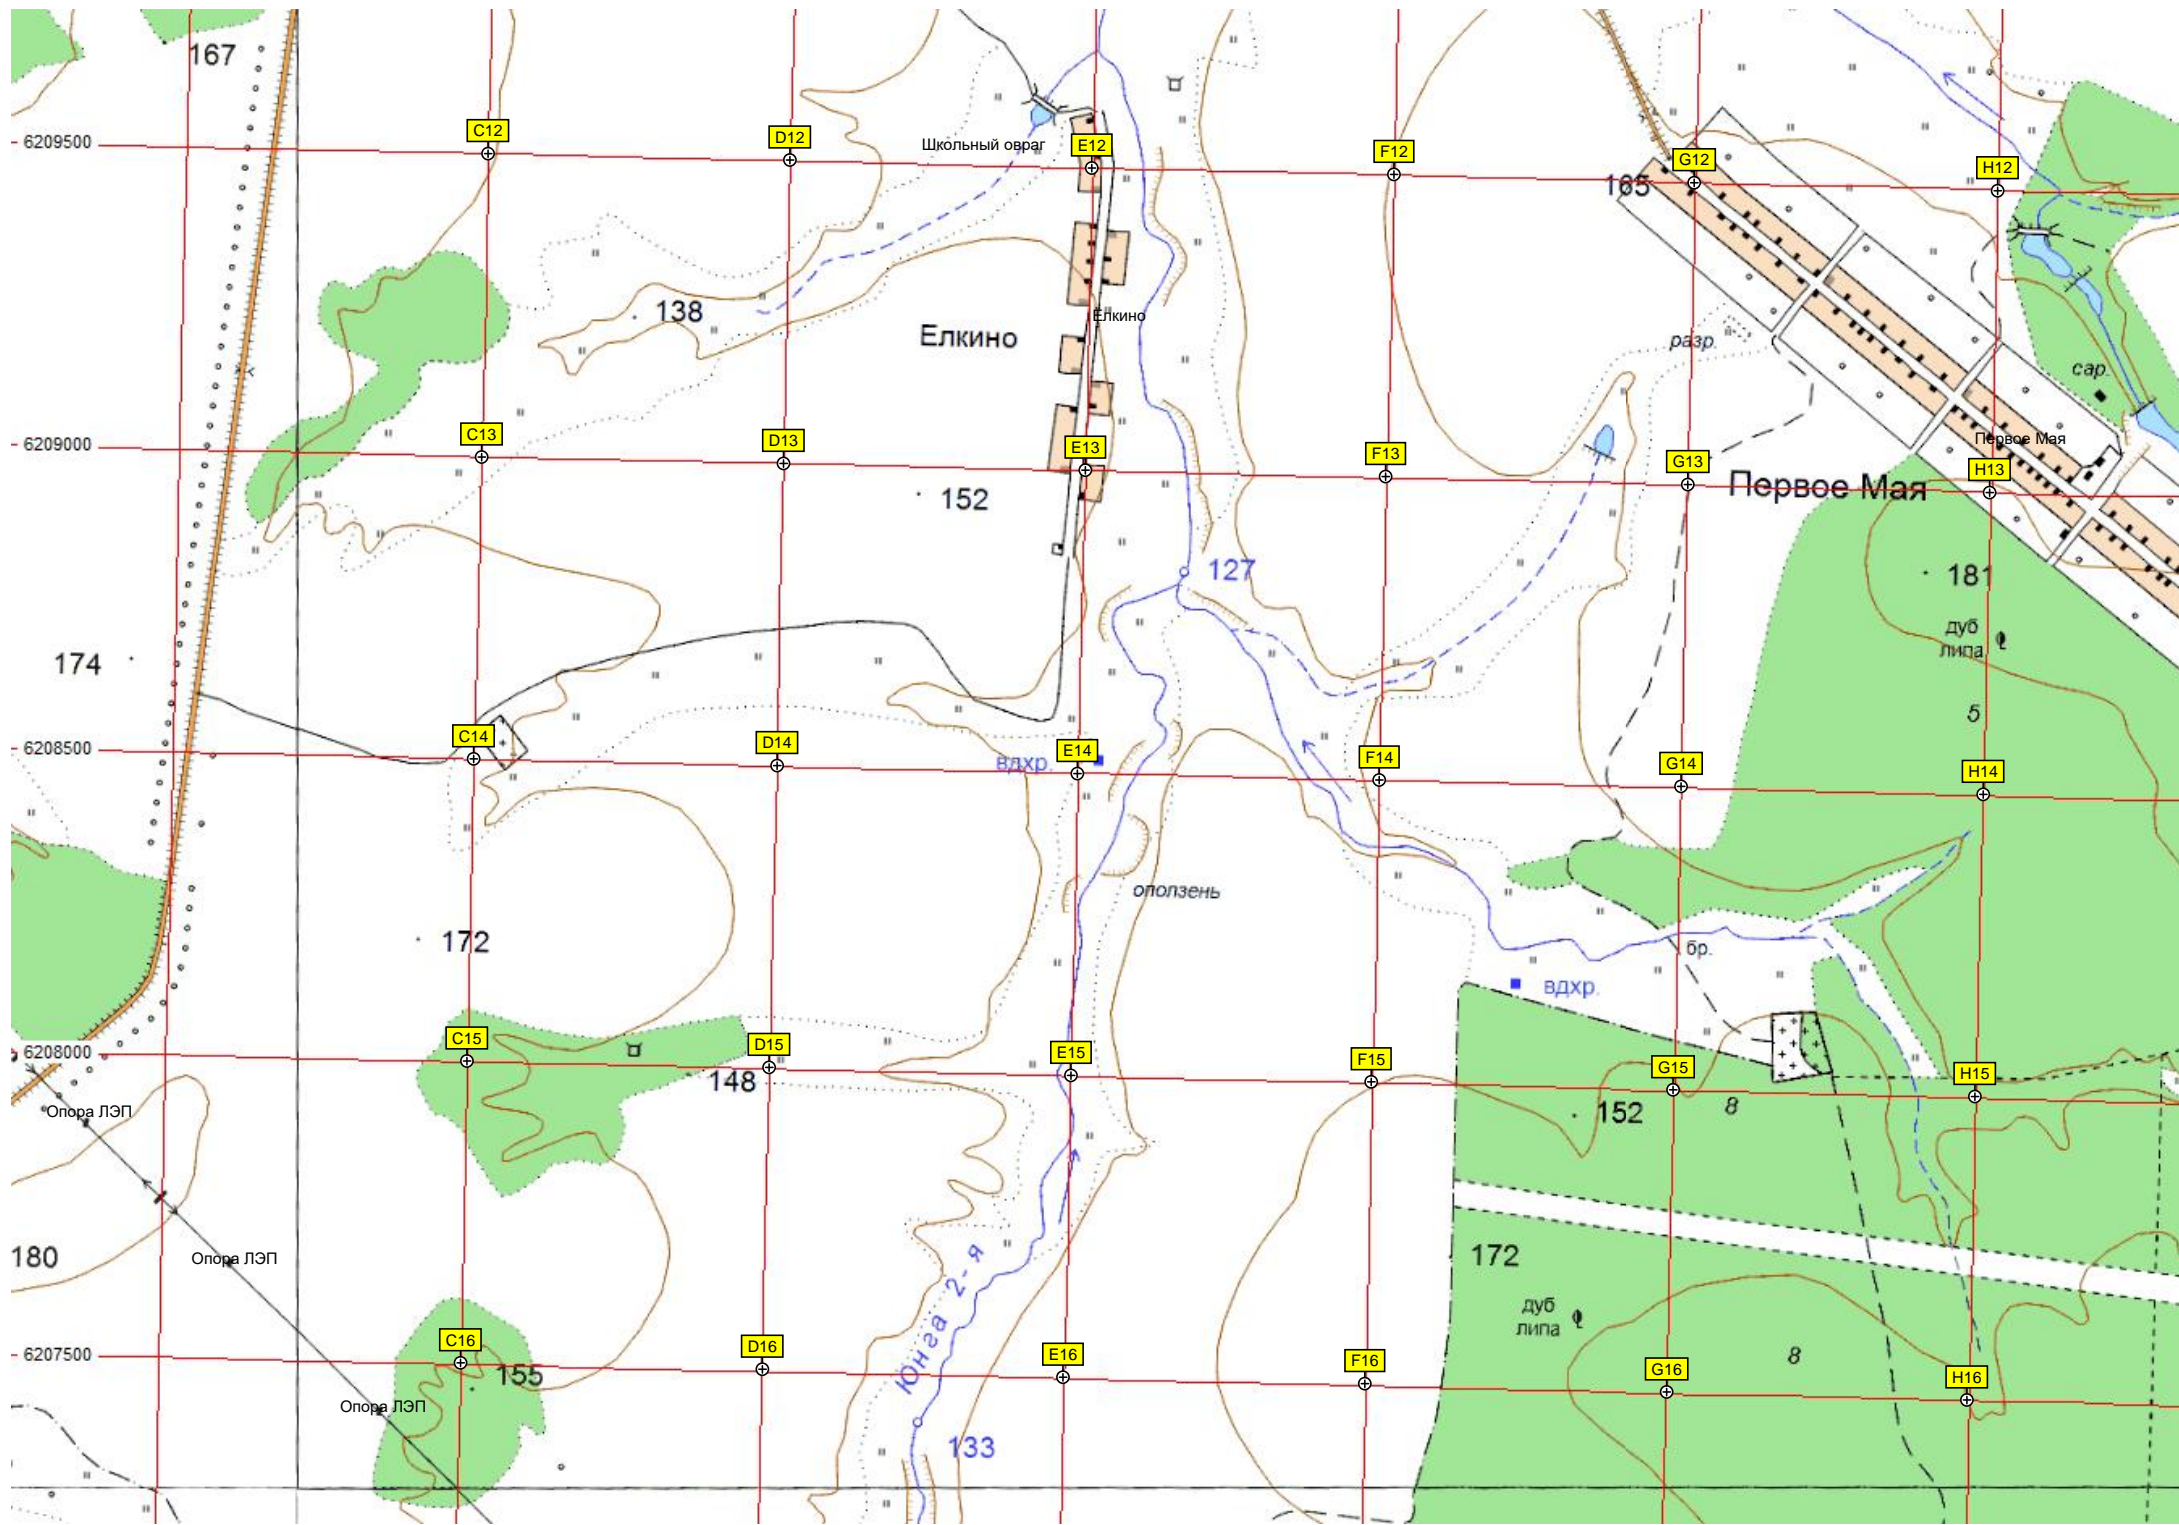 167
6209500
C12
D12
Школьный овраг
E12
F12
G12
H12
165
138
Елкино
Елкино
разр.
сар.
6209000
C13
D13
E13
F13
G13
Первое Мая
H13
Первое Мая
152
127
181
дуб
липа
174
5
6208500
C14
D14
вдхр.
E14
F14
G14
H14
оползень
172
бр.
вдхр.
6208000
C15
D15
E15
F15
G15
H15
148
Опора ЛЭП
152
8
180
Опора ЛЭП
Юнга 2-я
172
дуб
липа
6207500
C16
D16
E16
F16
G16
H16
8
155
Опора ЛЭП
133